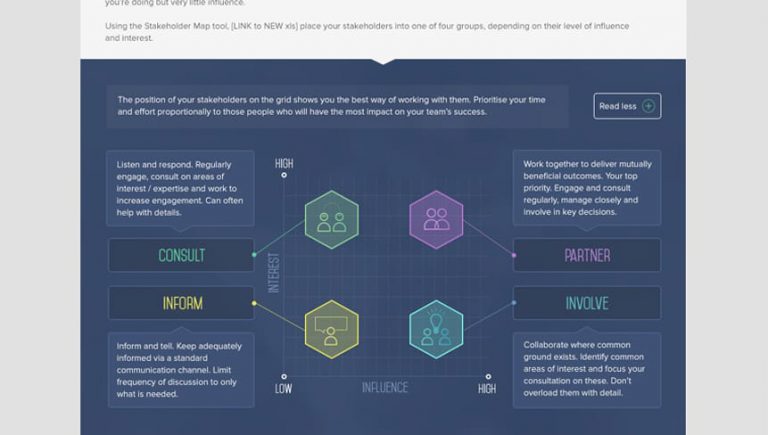 you're doing but very little influence.
Using the Stakeholder Map tool, [LINK to NEW xls] place your stakeholders into one of four groups, depending on their level of influence
and interest.
The position of your stakeholders on the grid shows you the best way of working with them. Prioritise your time
and effort proportionally to those people who will have the most impact on your team's success.
Read less
Listen and respond. Regularly
engage, consult on areas of
interest / expertise and work to
increase engagement. Can often
help with details.
CONSULT
INFORM
Inform and tell. Keep adequately
informed via a standard
communication channel. Limit
frequency of discussion to only
what is needed.
HIGH
INTEREST
LOW
INFLUENCE
HIGH
Work together to deliver mutually
beneficial outcomes. Your top
priority. Engage and consult
regularly, manage closely and
involve in key decisions.
PARTNER
INVOLVE
Collaborate where common
ground exists. Identify common
areas of interest and focus your
consultation on these. Don't
overload them with detail.